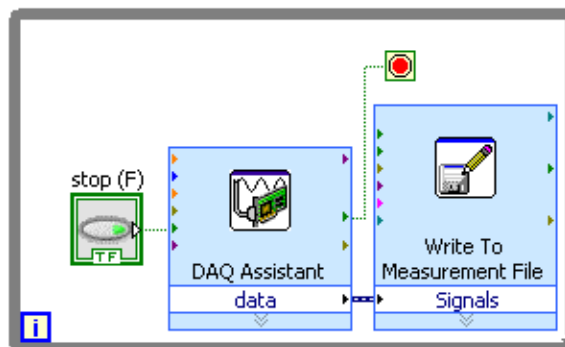 stop (F)
TF
DAQ Assistant
data
Write To
Measurement File
Signals
i